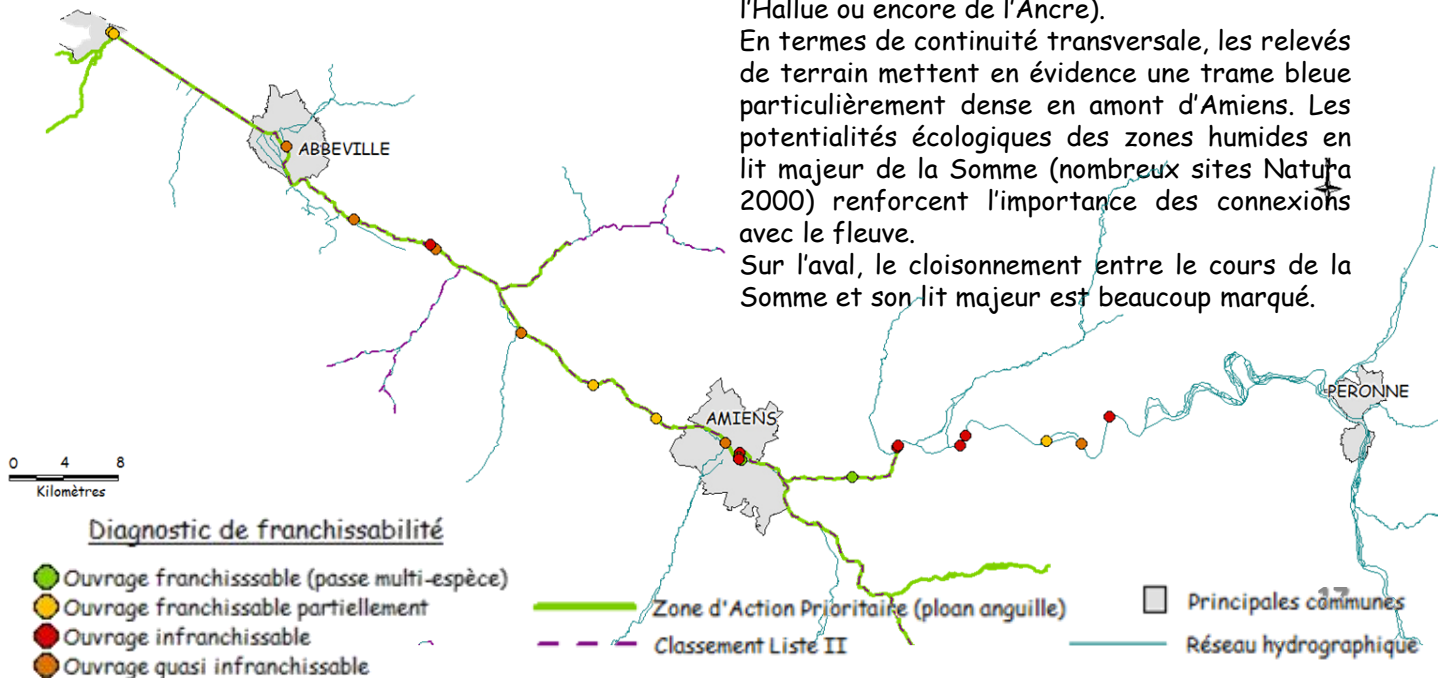 l'Hallue ou encore de l'Ancre).
En termes de continuité transversale, les relevés
de terrain mettent en évidence une trame bleue
particulièrement dense en amont d'Amiens. Les
potentialités écologiques des zones humides en
lit majeur de la Somme (nombreux sites Natura
2000) renforcent l'importance des connexions
avec le fleuve.
Sur l'aval, le cloisonnement entre le cours de la
Somme et son lit majeur est beaucoup marqué.
ABBEVILLE
AMIENS
PERONNE
0 4 8
Kilomètres
Diagnostic de franchissabilité
Ouvrage franchisssable (passe multi-espèce)
Ouvrage franchissable partiellement
Ouvrage infranchissable
Ouvrage quasi infranchissable
Zone d'Action Prioritaire (ploan anguille)
Classement Liste II
17
Principales communes
Réseau hydrographique